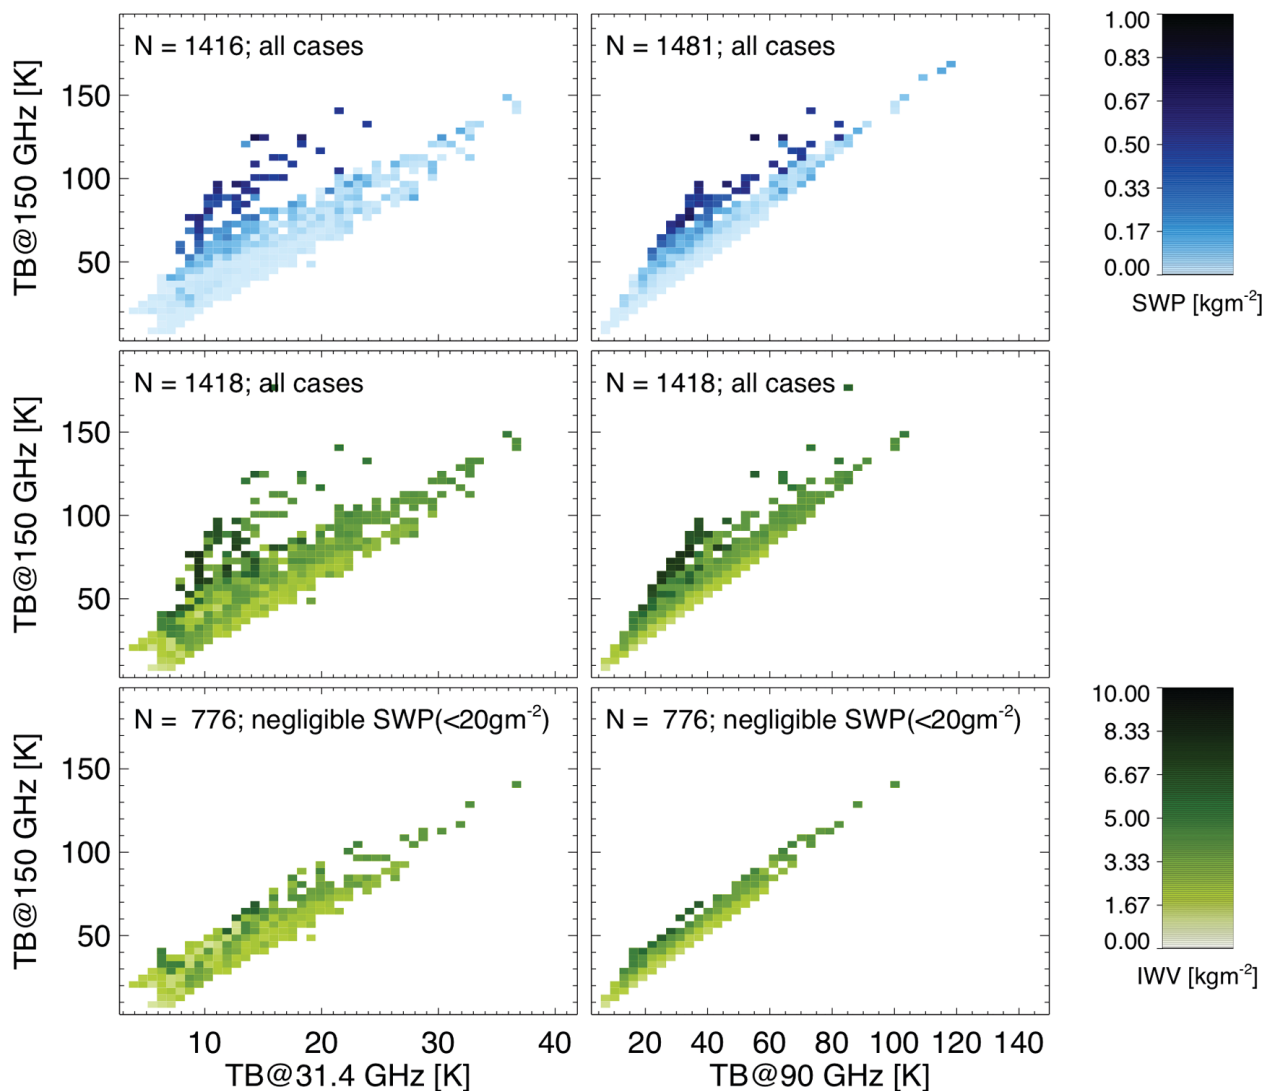 N = 1416; all cases
N = 1481; all cases
TB@150 GHz [K]
150
100
50
1.00
0.83
0.67
0.50
0.33
0.17
0.00
SWP [kgm-2]
N = 1418; all cases
N = 1418; all cases
TB@150 GHz [K]
150
100
50
N = 776; negligible SWP(<20gm-2)
N = 776; negligible SWP(<20gm-2)
TB@150 GHz [K]
150
100
50
10.00
8.33
6.67
5.00
3.33
1.67
0.00
IWV [kgm-2]
10 20 30 40
20 40 60 80 100 120 140
TB@31.4 GHz [K]
TB@90 GHz [K]